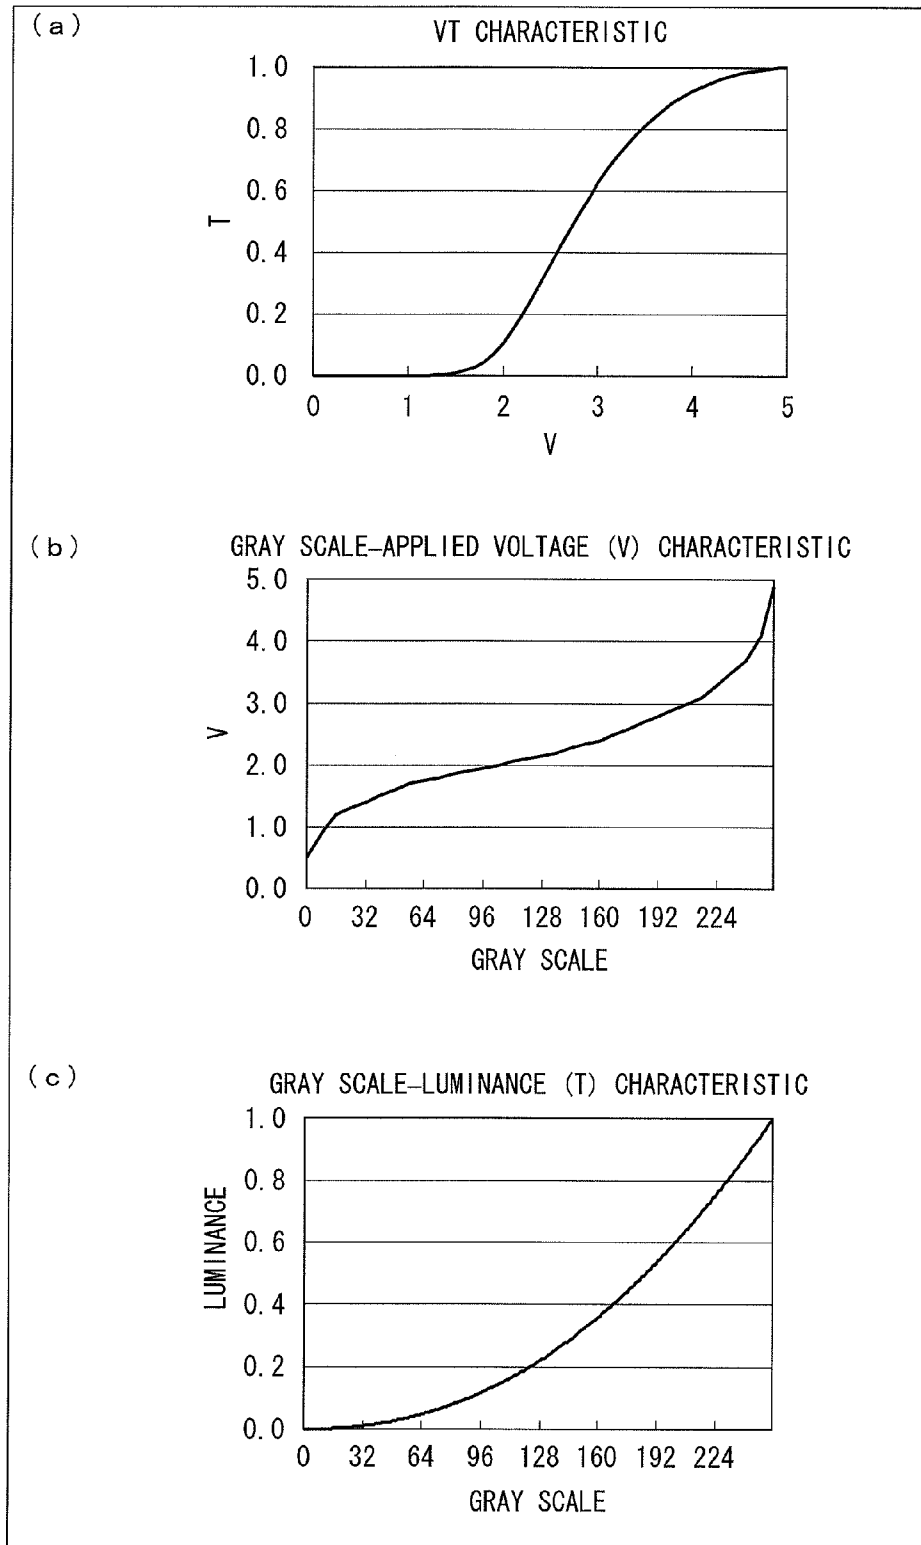 (a)
VT CHARACTERISTIC
1.0
0.8
0.6
0.4
0.2
0.0
T
0 1 2 3 4 5
V
(b)
GRAY SCALE–APPLIED VOLTAGE (V) CHARACTERISTIC
5.0
4.0
3.0
2.0
1.0
0.0
V
0 32 64 96 128 160 192 224
GRAY SCALE
(c)
GRAY SCALE–LUMINANCE (T) CHARACTERISTIC
1.0
0.8
0.6
0.4
0.2
0.0
LUMINANCE
0 32 64 96 128 160 192 224
GRAY SCALE